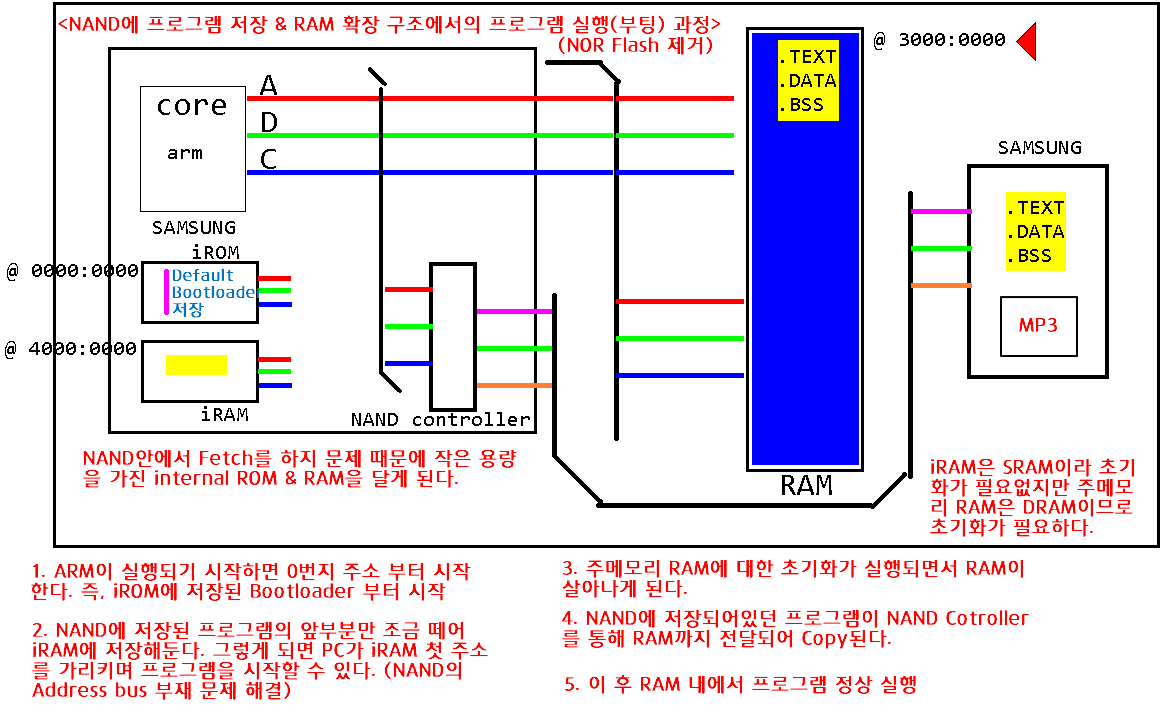 <NAND에 프로그램 저장 & RAM 확장 구조에서의 프로그램 실행(부팅) 과정>
(NOR Flash 제거)
@ 3000:0000
.TEXT
.DATA
.BSS
A
core
D
arm
C
SAMSUNG
SAMSUNG
iROM
@ 0000:0000
Default
Bootloader
저장
.TEXT
.DATA
.BSS
MP3
@ 4000:0000
iRAM
NAND controller
RAM
NAND안에서 Fetch를 하지 문제 때문에 작은 용량
을 가진 internal ROM & RAM을 달게 된다.
iRAM은 SRAM이라 초기
화가 필요없지만 주메모
리 RAM은 DRAM이므로
초기화가 필요하다.
1. ARM이 실행되기 시작하면 0번지 주소 부터 시작
한다. 즉, iROM에 저장된 Bootloader 부터 시작
2. NAND에 저장된 프로그램의 앞부분만 조금 떼어
iRAM에 저장해둔다. 그렇게 되면 PC가 iRAM 첫 주소
를 가리키며 프로그램을 시작할 수 있다. (NAND의
Address bus 부재 문제 해결)
3. 주메모리 RAM에 대한 초기화가 실행되면서 RAM이
살아나게 된다.
4. NAND에 저장되어있던 프로그램이 NAND Cotroller
를 통해 RAM까지 전달되어 Copy된다.
5. 이 후 RAM 내에서 프로그램 정상 실행